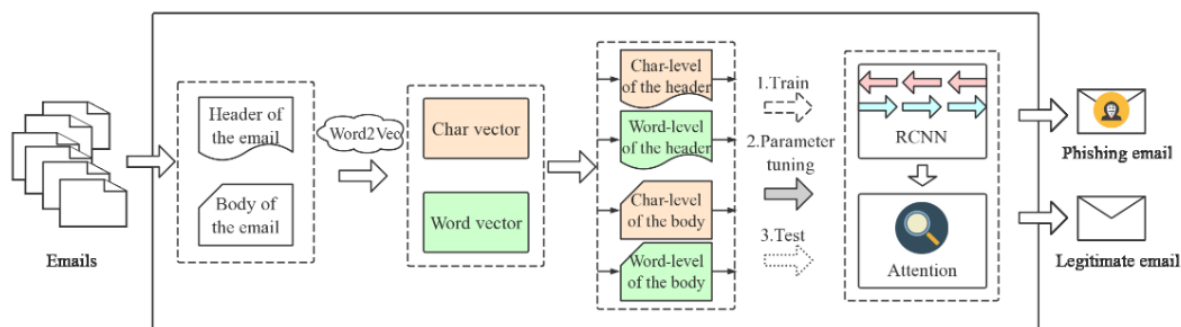 Emails
Header of
the email
Body of
the email
Word2Vec
Char vector
Word vector
Char-level
of the header
Word-level
of the header
Char-level
of the body
Word-level
of the body
1.Train
2.Parameter
tuning
3.Test
RCNN
Attention
Phishing email
Legitimate email